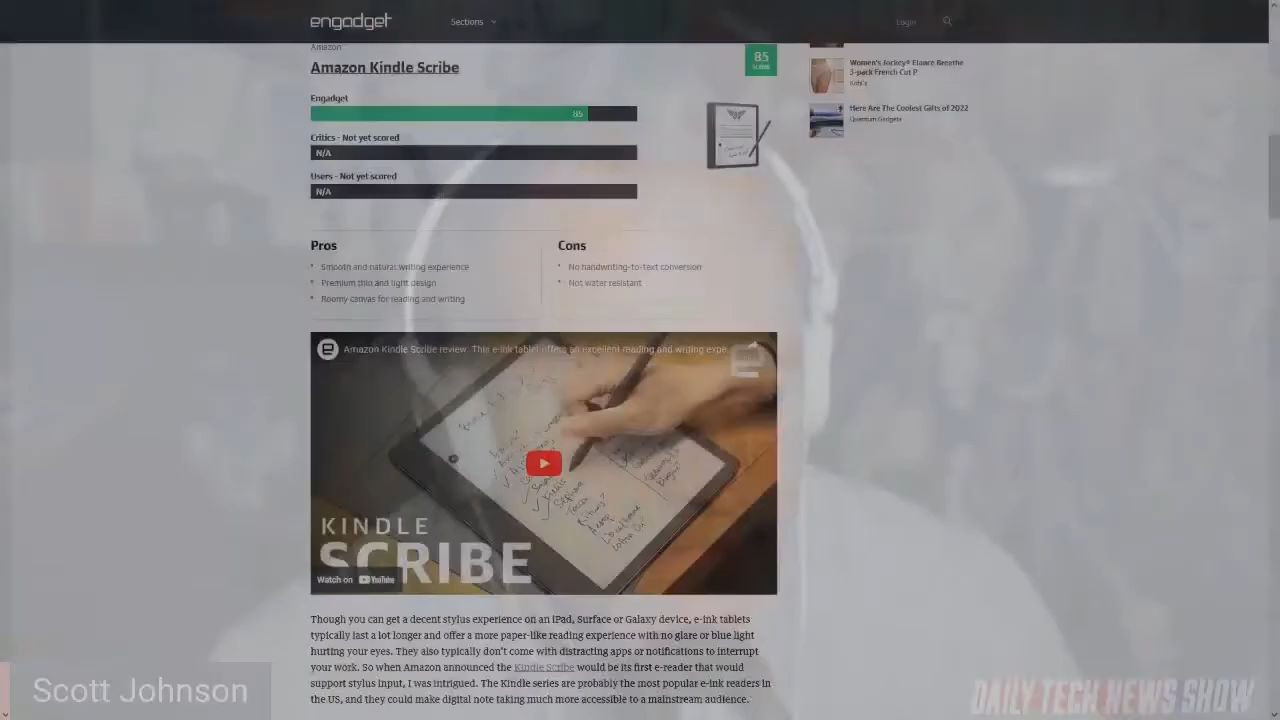 engadget
Sections
Login
Amazon
Amazon Kindle Scribe
85
SCORE
Engadget
85
Critics - Not yet scored
N/A
Users - Not yet scored
N/A
Women's Jockey® Elance Breathe
3-pack French Cut P
Kohl's
Here Are The Coolest Gifts of 2022
Quantum Gadgets
Pros
Smooth and natural writing experience
Premium thin and light design
Roomy canvas for reading and writing
Cons
No handwriting-to-text conversion
Not water resistant
Amazon Kindle Scribe review: This e-ink tablet offers an excellent reading and writing expe
KINDLE
SCRIBE
Watch on YouTube
Though you can get a decent stylus experience on an iPad, Surface or Galaxy device, e-ink tablets
typically last a lot longer and offer a more paper-like reading experience with no glare or blue light
hurting your eyes. They also typically don't come with distracting apps or notifications to interrupt
your work. So when Amazon announced the Kindle Scribe would be its first e-reader that would
support stylus input, I was intrigued. The Kindle series are probably the most popular e-ink readers in
the US, and they could make digital note taking much more accessible to a mainstream audience.
Scott Johnson
DAILY TECH NEWS SHOW